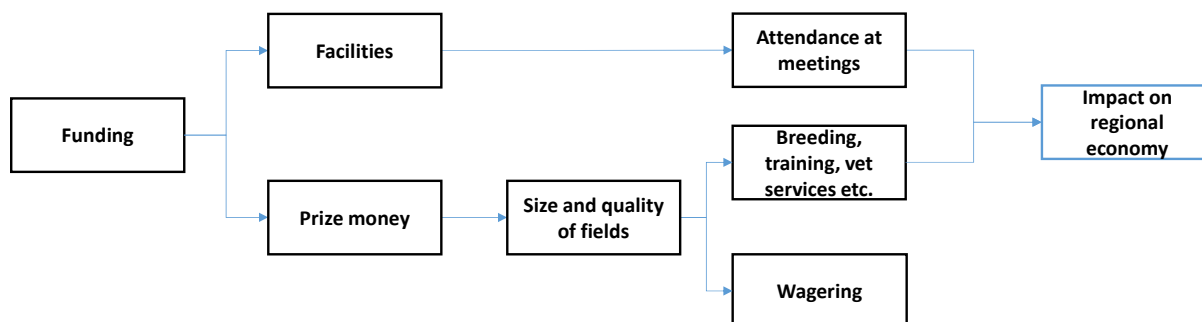 Facilities
Attendance at
meetings
Funding
Impact on
regional
economy
Breeding,
training, vet
services etc.
Prize money
Size and quality
of fields
Wagering